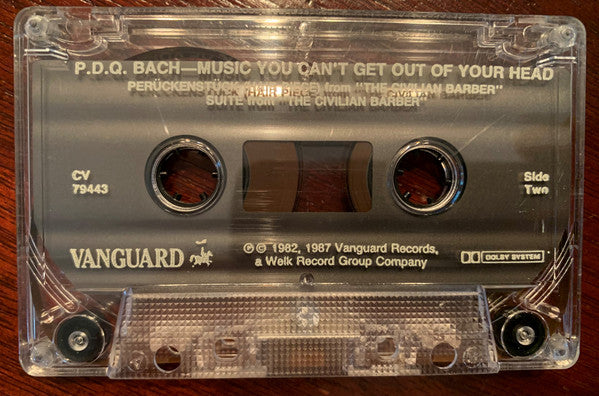 P.D.Q. BACH—MUSIC YOU CAN'T GET OUT OF YOUR HEAD
PERÜCKENSTÜCK (HAIR PIECE) from "THE CIVILIAN BARBER"
SUITE from "THE CIVILIAN BARBER"
CV
79443
Side
Two
VANGUARD
℗ © 1982, 1987 Vanguard Records,
a Welk Record Group Company
DOLBY SYSTEM